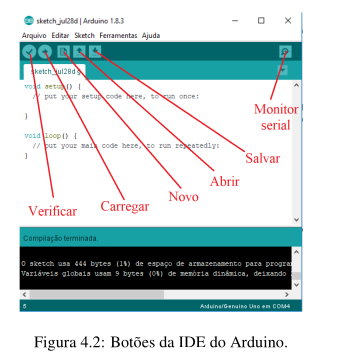 sketch_jul28d | Arduino 1.8.3
Arquivo Editar Sketch Ferramentas Ajuda
sketch_jul28d §
void setup() {
// put your setup code here, to run once:
}
void loop() {
// put your main code here, to run repeatedly:
}
Monitor
serial
Salvar
Abrir
Novo
Carregar
Verificar
Compilação terminada.
O sketch usa 444 bytes (1%) de espaço de armazenamento para program
Variáveis globais usam 9 bytes (0%) de memória dinâmica, deixando
8
Arduino/Genuino Uno em COM4
Figura 4.2: Botões da IDE do Arduino.